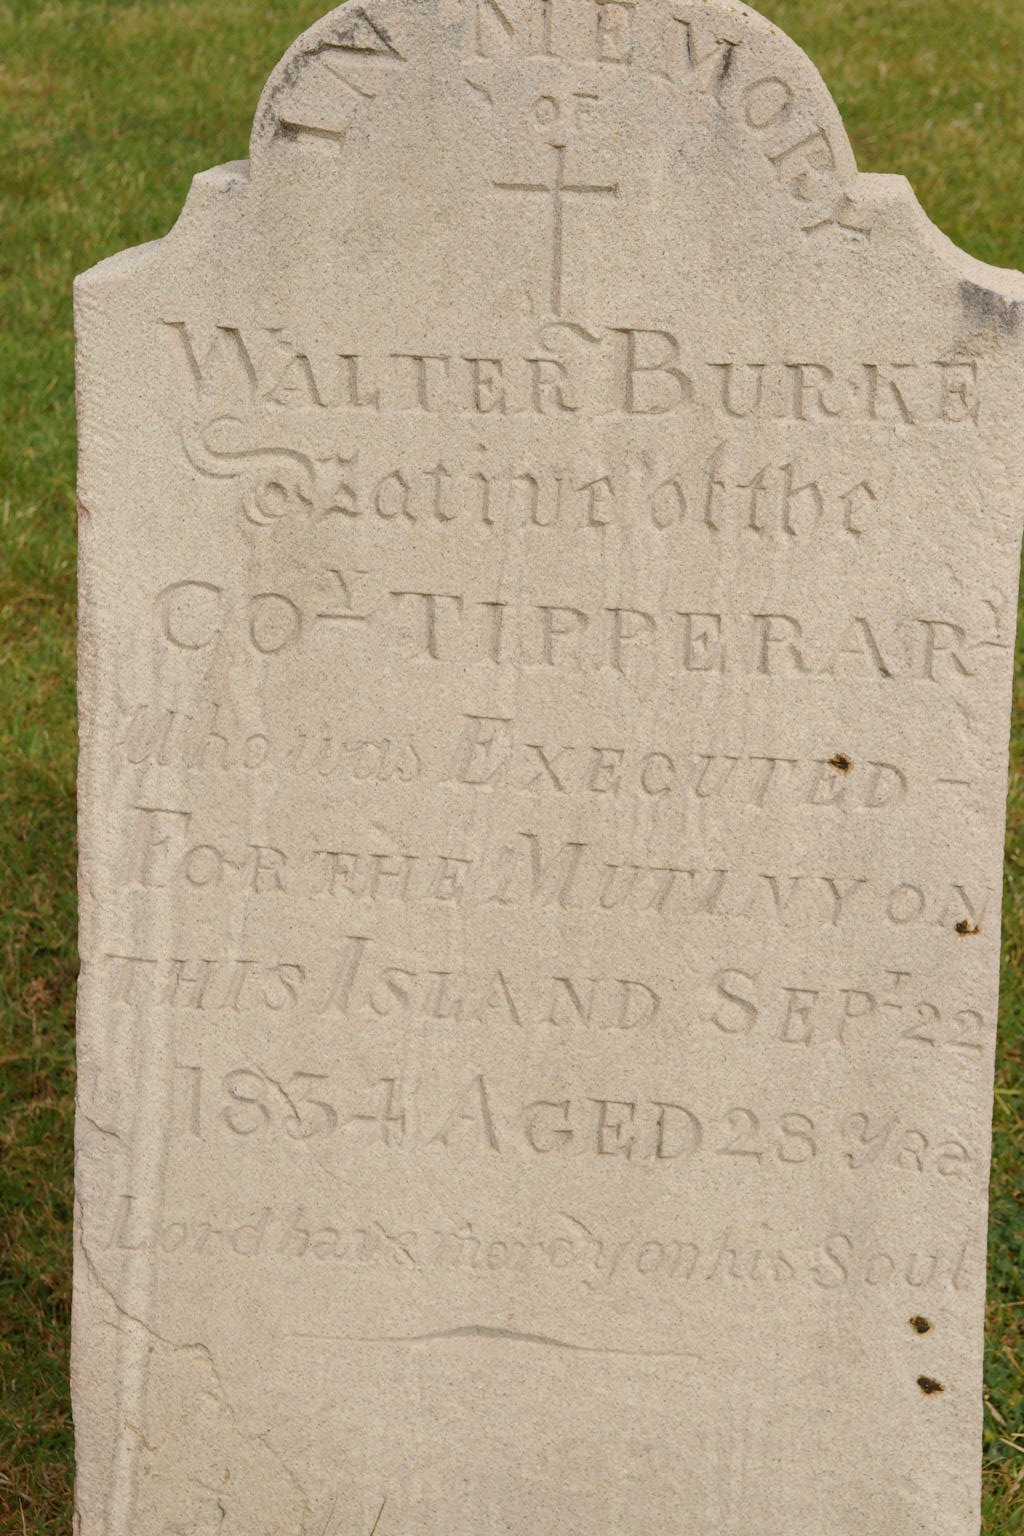 IN MEMORY
OF
WALTER BURKE
Native of the
COY TIPPERARY
who was EXECUTED -
FOR THE MUTINY ON
THIS ISLAND SEPT 22
1834 AGED 28 Yrs
Lord have mercy on his Soul